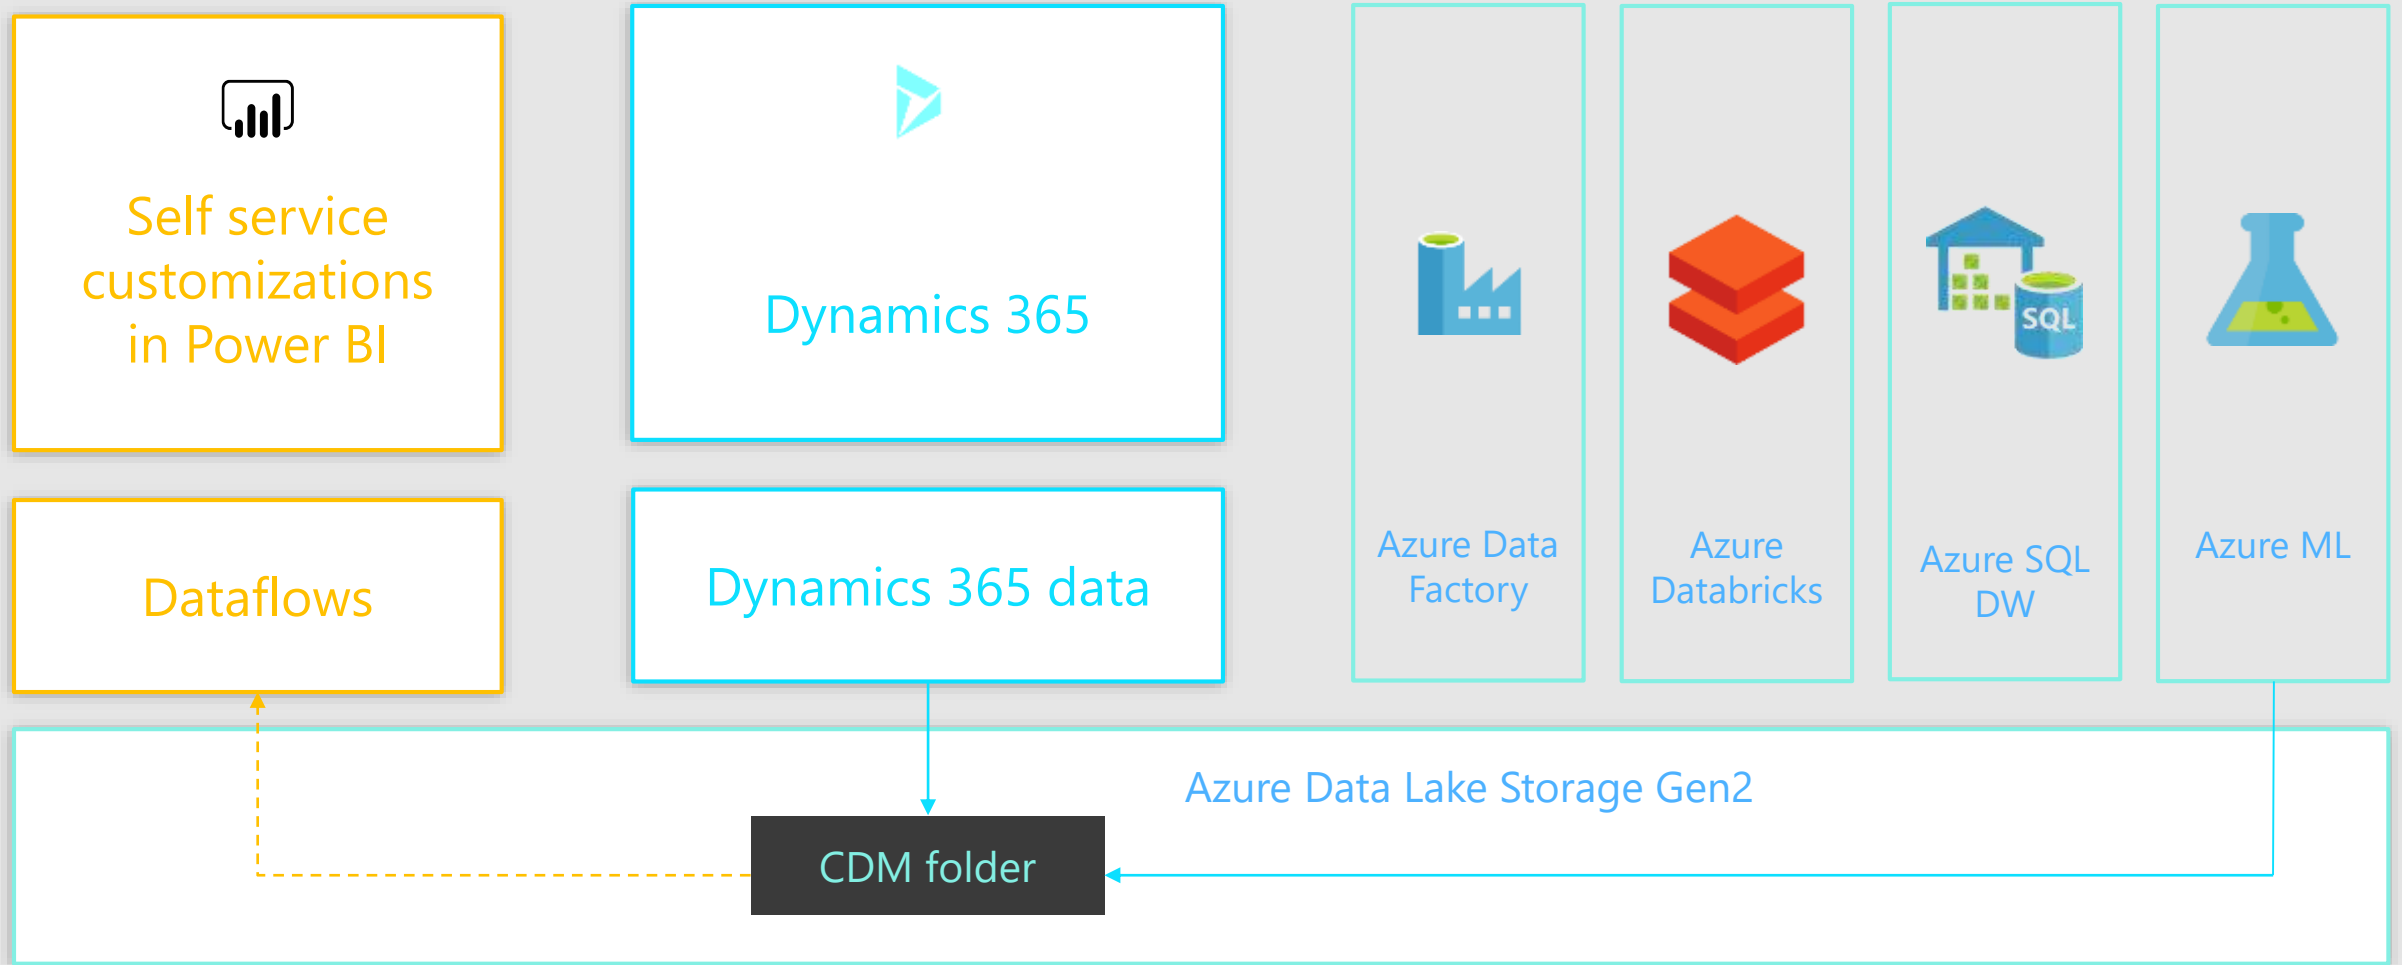 Self service
customizations
in Power BI
Dynamics 365
SQL
Dataflows
Dynamics 365 data
Azure Data
Factory
Azure
Databricks
Azure SQL
DW
Azure ML
Azure Data Lake Storage Gen2
CDM folder